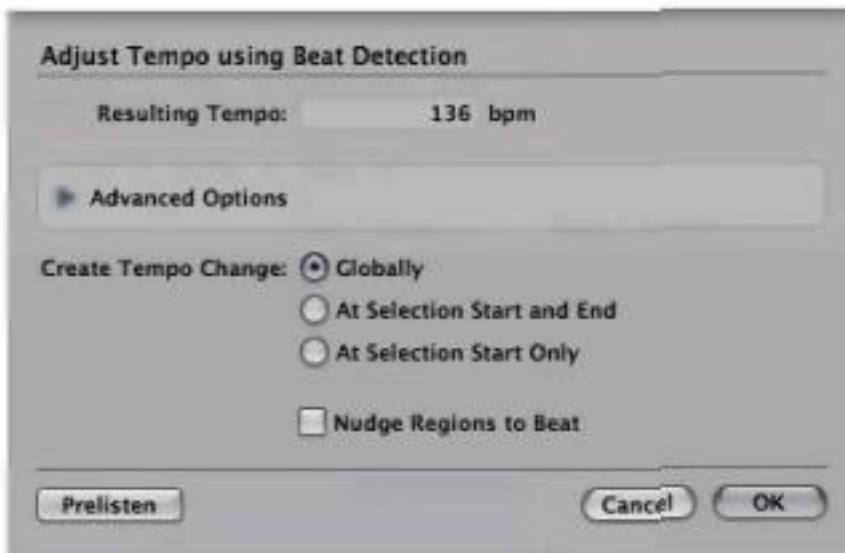 Adjust Tempo using Beat Detection
Resulting Tempo: 136 bpm
Advanced Options
Create Tempo Change: Globally
At Selection Start and End
At Selection Start Only
Nudge Regions to Beat
Prelisten Cancel OK